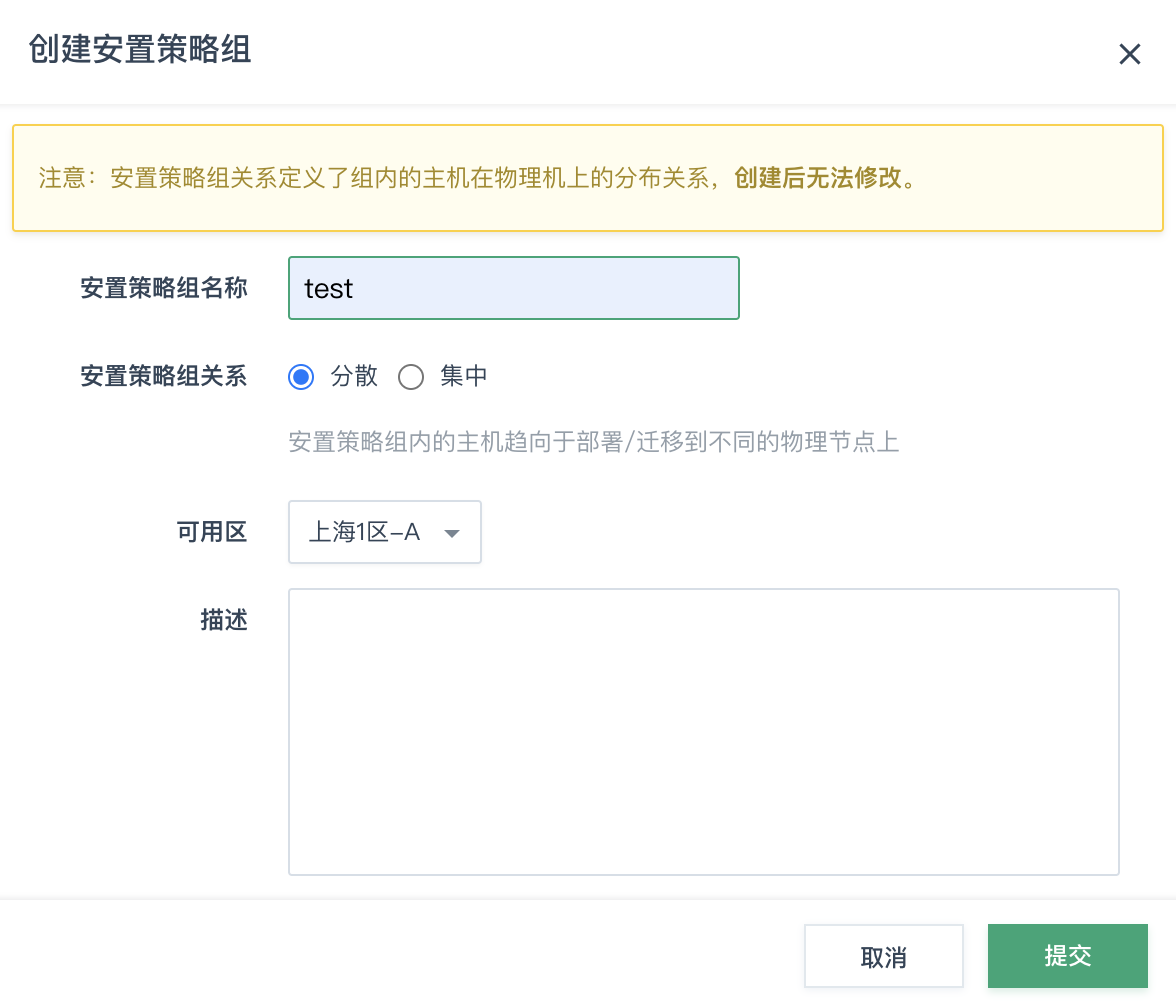 创建安置策略组
注意：安置策略组关系定义了组内的主机在物理机上的分布关系，创建后无法修改。
安置策略组名称 test
安置策略组关系 分散 集中
安置策略组内的主机趋向于部署/迁移到不同的物理节点上
可用区 上海1区-A
描述
取消 提交